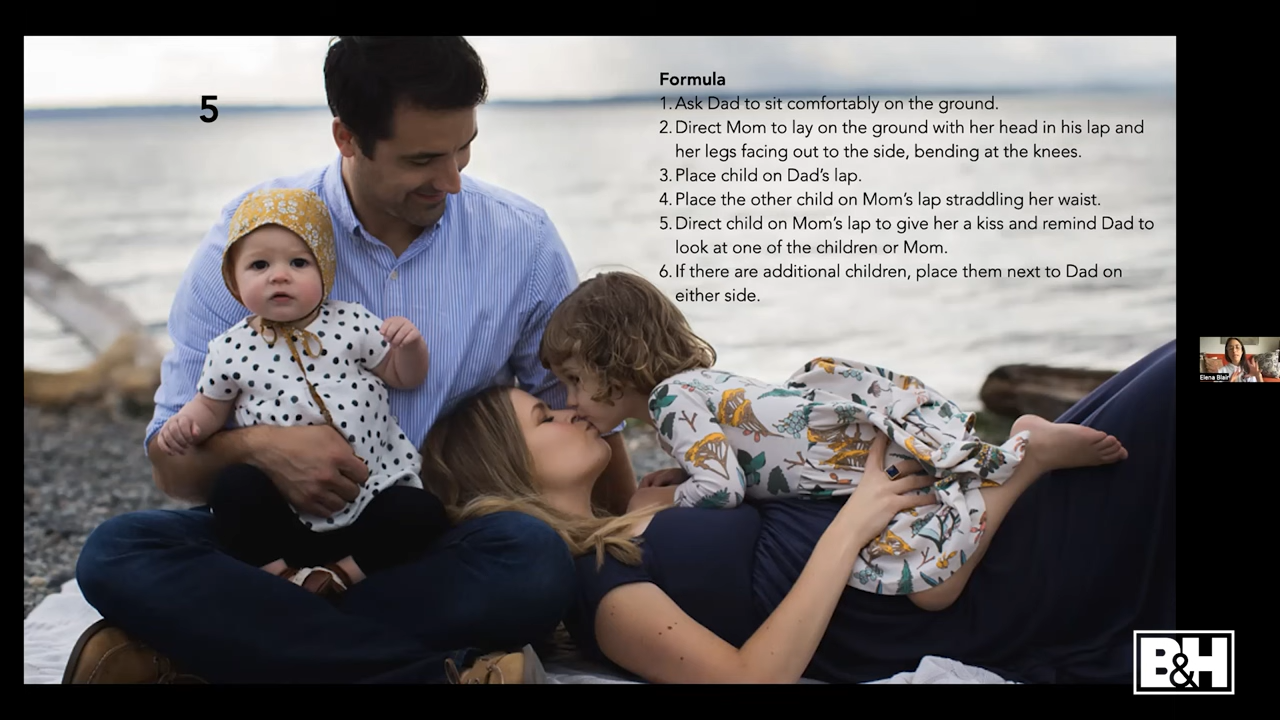 5
Formula
1. Ask Dad to sit comfortably on the ground.
2. Direct Mom to lay on the ground with her head in his lap and
her legs facing out to the side, bending at the knees.
3. Place child on Dad’s lap.
4. Place the other child on Mom’s lap straddling her waist.
5. Direct child on Mom’s lap to give her a kiss and remind Dad to
look at one of the children or Mom.
6. If there are additional children, place them next to Dad on
either side.
Elena Blair
B&H